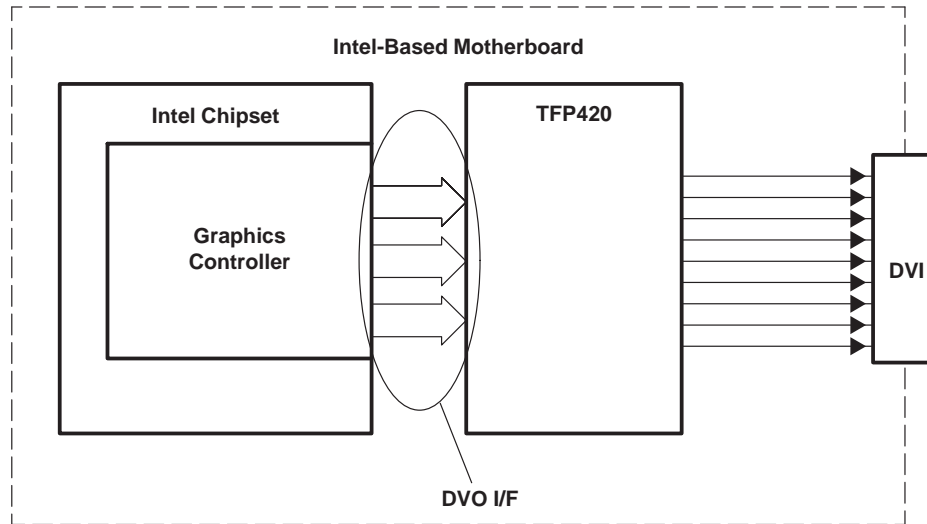 Intel-Based Motherboard
Intel Chipset
TFP420
Graphics
Controller
DVI
DVO I/F